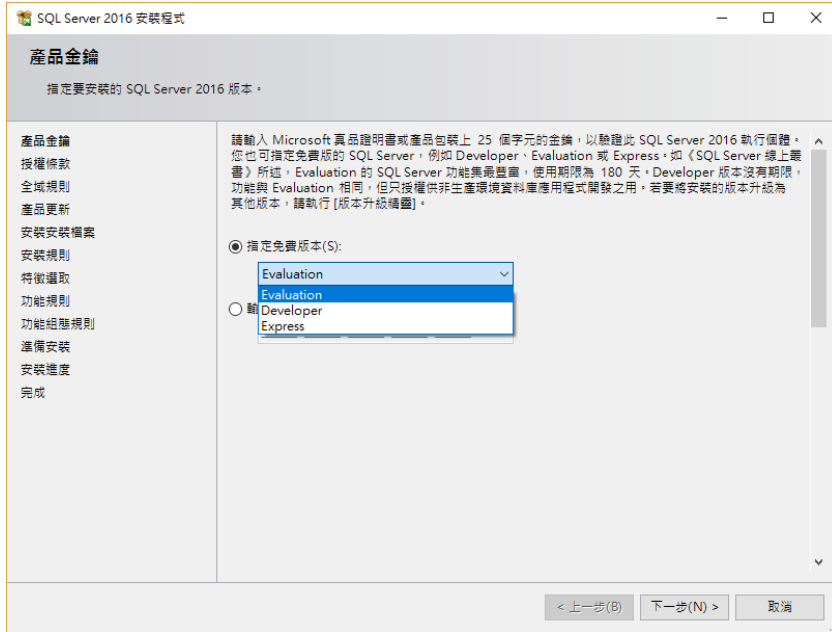 SQL Server 2016 安裝程式
產品金鑰
指定要安裝的 SQL Server 2016 版本。
產品金鑰
授權條款
全域規則
產品更新
安裝安裝檔案
安裝規則
特徵選取
功能規則
功能組態規則
準備安裝
安裝進度
完成
請輸入 Microsoft 真品證明書或產品包裝上 25 個字元的金鑰，以驗證此 SQL Server 2016 執行個體。
您也可指定免費版的 SQL Server，例如 Developer、Evaluation 或 Express。如《SQL Server 線上叢
書》所述，Evaluation 的 SQL Server 功能集最豐富，使用期限為 180 天。Developer 版本沒有期限，
功能與 Evaluation 相同，但只授權供非生產環境資料庫應用程式開發之用。若要將安裝的版本升級為
其他版本，請執行 [版本升級精靈]。
指定免費版本(S):
Evaluation
Evaluation
Developer
Express
< 上一步(B)
下一步(N) >
取消